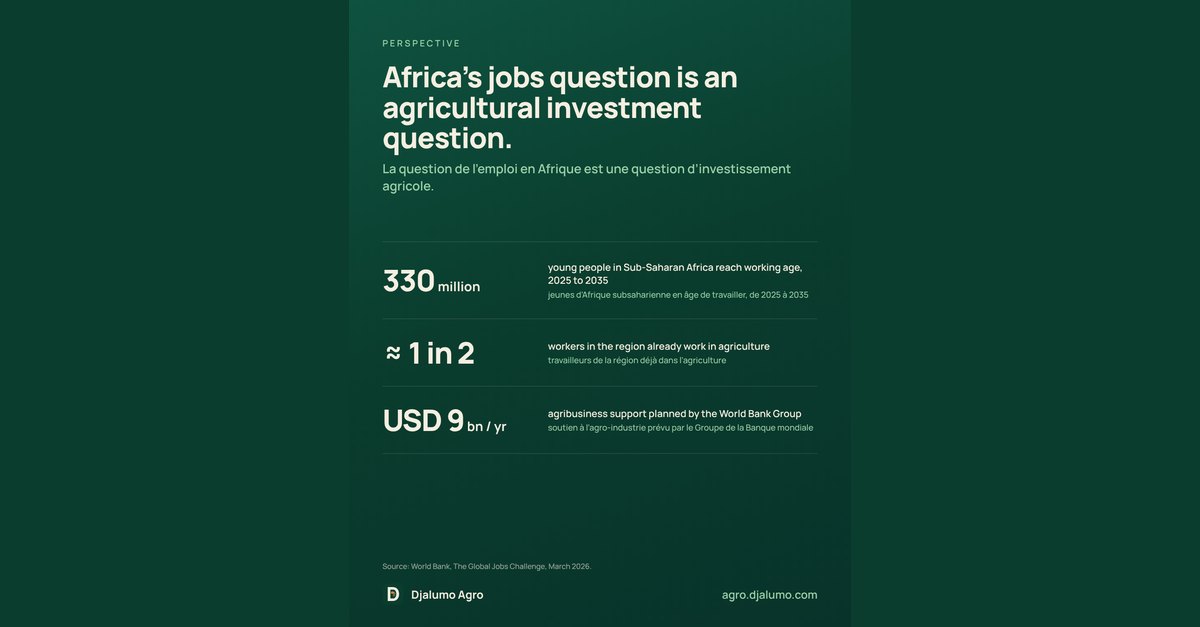 PERSPECTIVE
Africa’s jobs question is an
agricultural investment
question.
La question de l’emploi en Afrique est une question d’investissement
agricole.
330 million
young people in Sub-Saharan Africa reach working age,
2025 to 2035
jeunes d’Afrique subsaharienne en âge de travailler, de 2025 à 2035
≈ 1 in 2
workers in the region already work in agriculture
travailleurs de la région déjà dans l’agriculture
USD 9 bn / yr
agribusiness support planned by the World Bank Group
soutien à l’agro-industrie prévu par le Groupe de la Banque mondiale
Source: World Bank, The Global Jobs Challenge, March 2026.
D Djalumo Agro
agro.djalumo.com